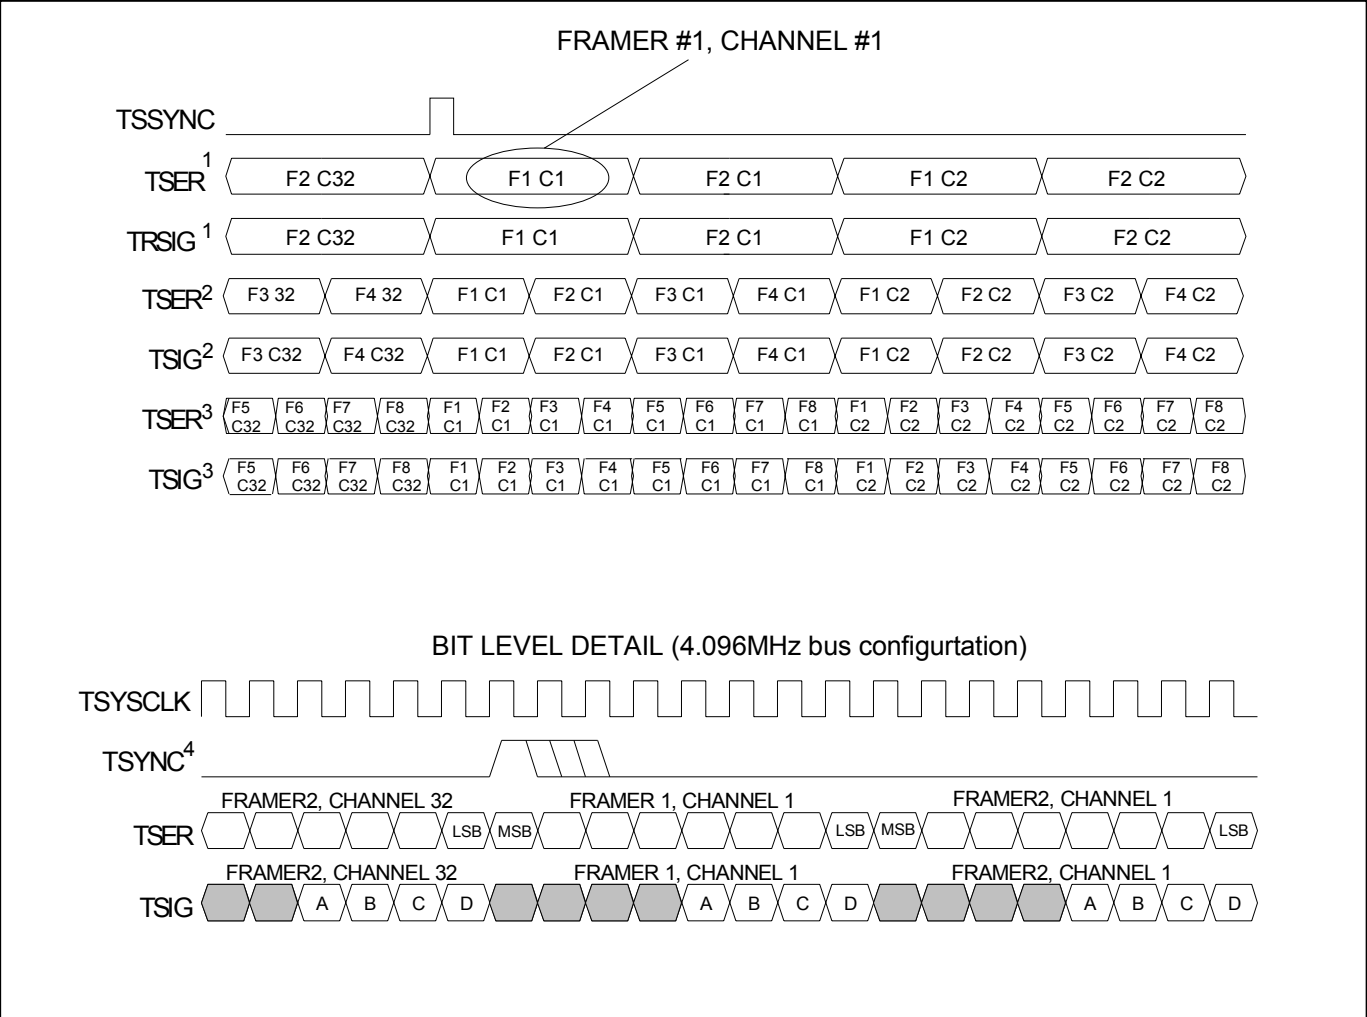 FRAMER #1, CHANNEL #1
TSSYNC
TSER1 F2 C32 F1 C1 F2 C1 F1 C2 F2 C2
TRSIG 1 F2 C32 F1 C1 F2 C1 F1 C2 F2 C2
TSER2 F3 32 F4 32 F1 C1 F2 C1 F3 C1 F4 C1 F1 C2 F2 C2 F3 C2 F4 C2
TSIG2 F3 C32 F4 C32 F1 C1 F2 C1 F3 C1 F4 C1 F1 C2 F2 C2 F3 C2 F4 C2
TSER3 F5 C32 F6 C32 F7 C32 F8 C32 F1 C1 F2 C1 F3 C1 F4 C1 F5 C1 F6 C1 F7 C1 F8 C1 F1 C2 F2 C2 F3 C2 F4 C2 F5 C2 F6 C2 F7 C2 F8 C2
TSIG3 F5 C32 F6 C32 F7 C32 F8 C32 F1 C1 F2 C1 F3 C1 F4 C1 F5 C1 F6 C1 F7 C1 F8 C1 F1 C2 F2 C2 F3 C2 F4 C2 F5 C2 F6 C2 F7 C2 F8 C2
BIT LEVEL DETAIL (4.096MHz bus configurtation)
TSYSCLK
TSYNC4
FRAMER2, CHANNEL 32 FRAMER 1, CHANNEL 1 FRAMER2, CHANNEL 1
TSER LSB MSB LSB MSB LSB
FRAMER2, CHANNEL 32 FRAMER 1, CHANNEL 1 FRAMER2, CHANNEL 1
TSIG A B C D A B C D A B C D